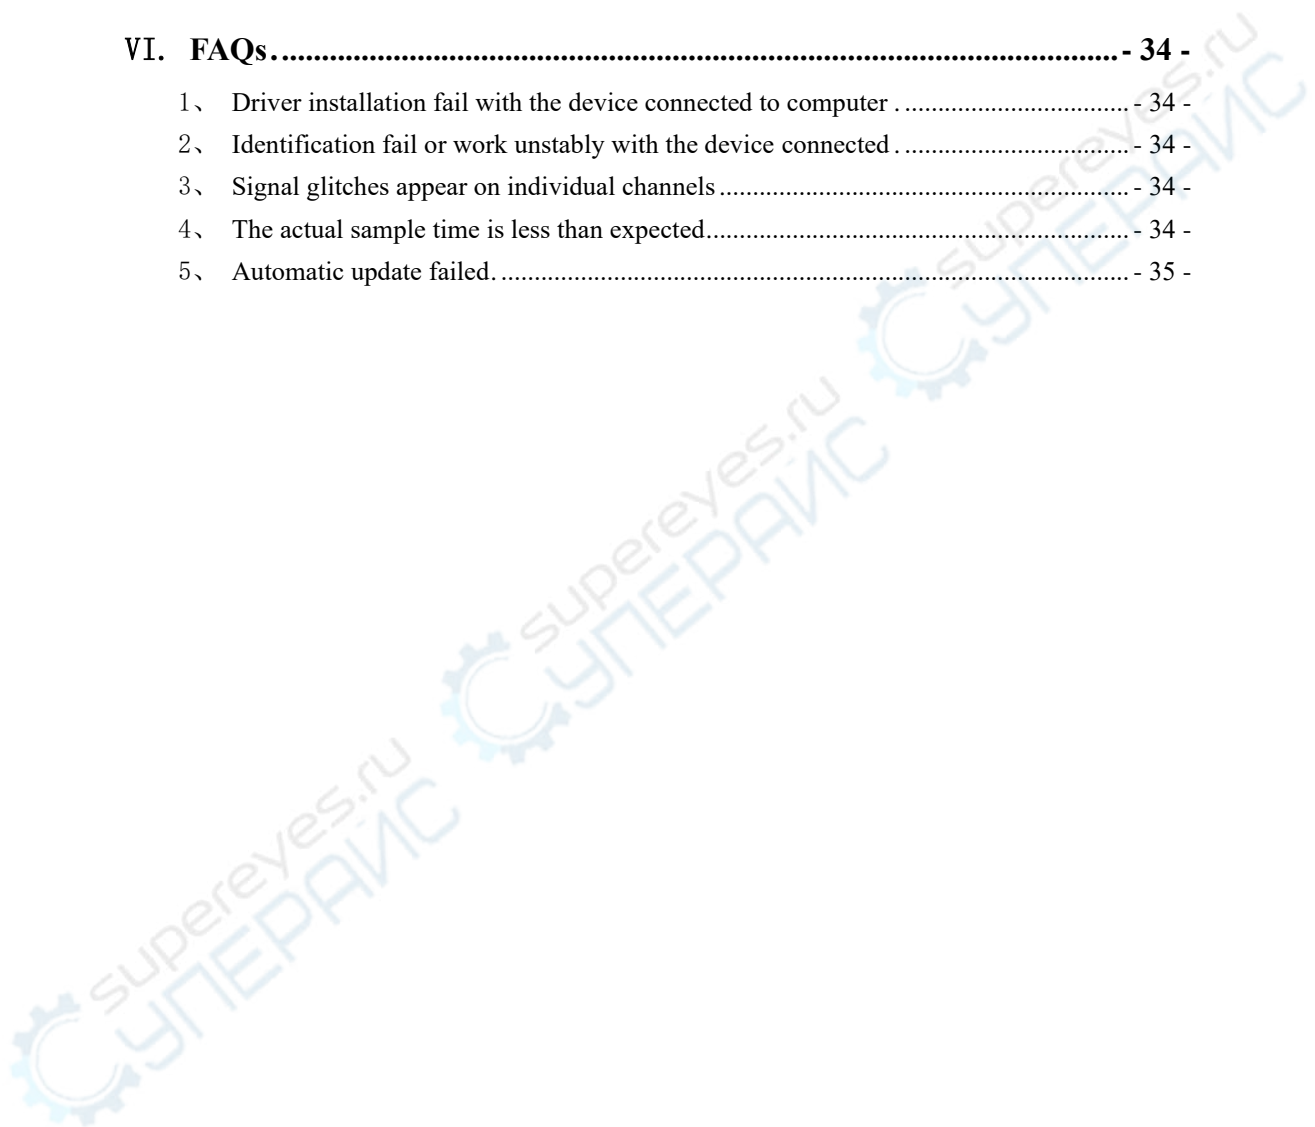 VI. FAQs. - 34 -
1、 Driver installation fail with the device connected to computer . - 34 -
2、 Identification fail or work unstably with the device connected . - 34 -
3、 Signal glitches appear on individual channels - 34 -
4、 The actual sample time is less than expected - 34 -
5、 Automatic update failed. - 35 -
supereyes.ru
СУПЕРАЙС
supereyes.ru
СУПЕРАЙС
supereyes.ru
СУПЕРАЙС